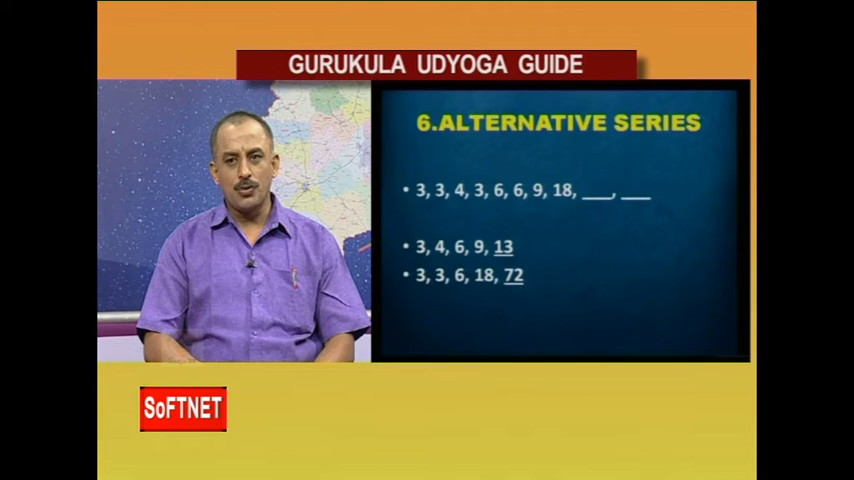 GURUKULA UDYOGA GUIDE
6.ALTERNATIVE SERIES
• 3, 3, 4, 3, 6, 6, 9, 18, ___, ___
• 3, 4, 6, 9, 13
• 3, 3, 6, 18, 72
SoFTNET